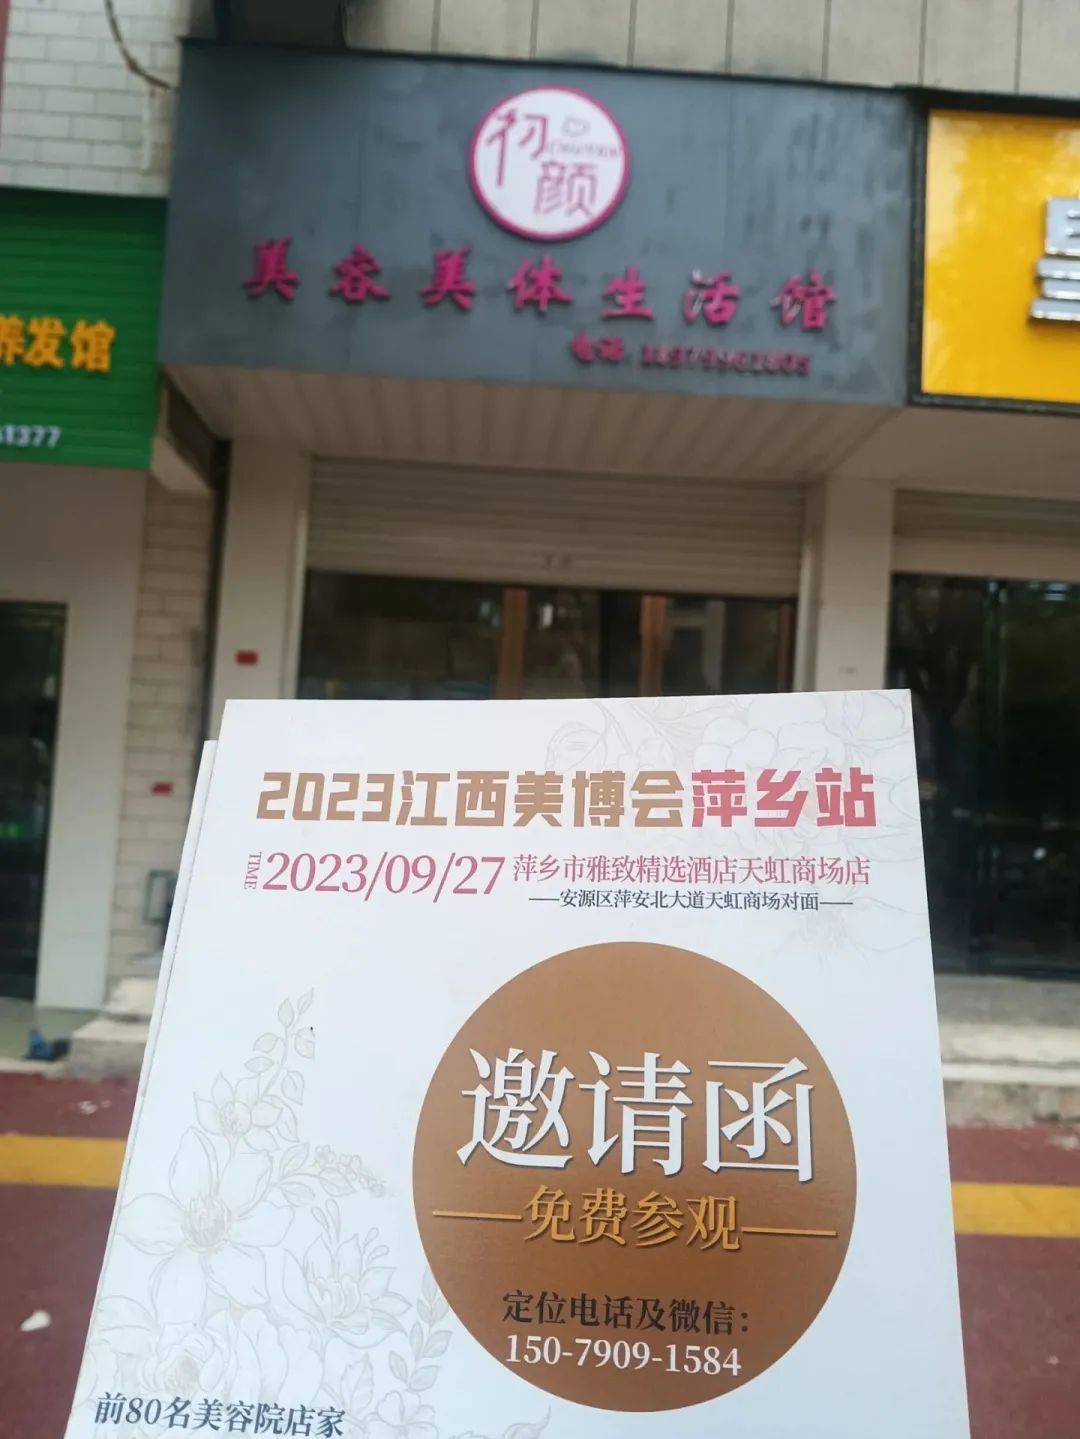 初颜
美容美体生活馆
电话:
养发馆
61377
2023江西美博会萍乡站
TIME 2023/09/27 萍乡市雅致精选酒店天虹商场店
——安源区萍安北大道天虹商场对面——
邀请函
——免费参观——
定位电话及微信：
150-7909-1584
前80名美容院店家